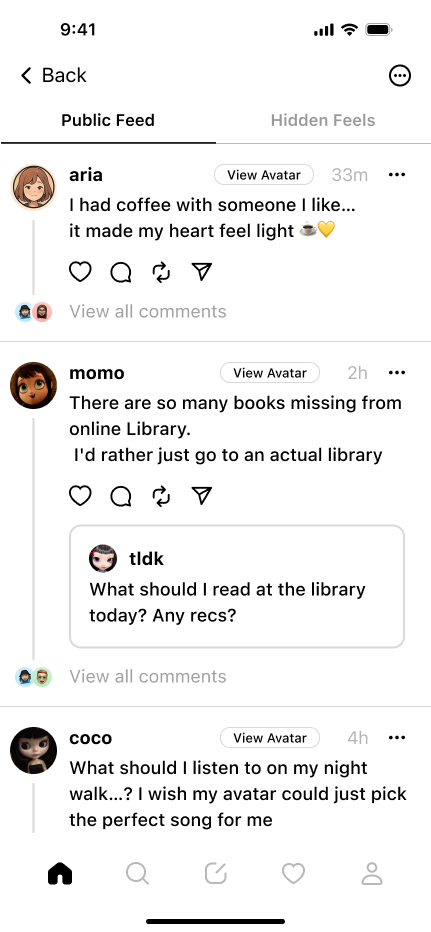 9:41
Back
Public Feed Hidden Feels
aria View Avatar 33m
I had coffee with someone I like...
it made my heart feel light ☕💛
View all comments
momo View Avatar 2h
There are so many books missing from
online Library.
I'd rather just go to an actual library
tldk
What should I read at the library
today? Any recs?
View all comments
coco View Avatar 4h
What should I listen to on my night
walk...? I wish my avatar could just pick
the perfect song for me